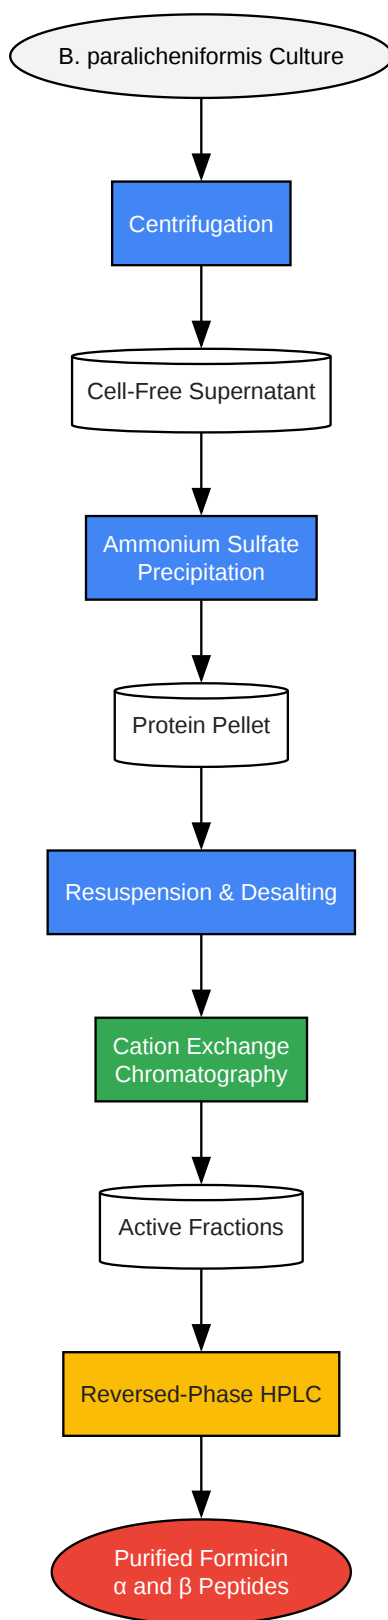 B. paralicheniformis Culture
Centrifugation
Cell-Free Supernatant
Ammonium Sulfate
Precipitation
Protein Pellet
Resuspension & Desalting
Cation Exchange
Chromatography
Active Fractions
Reversed-Phase HPLC
Purified Formicin
α and β Peptides